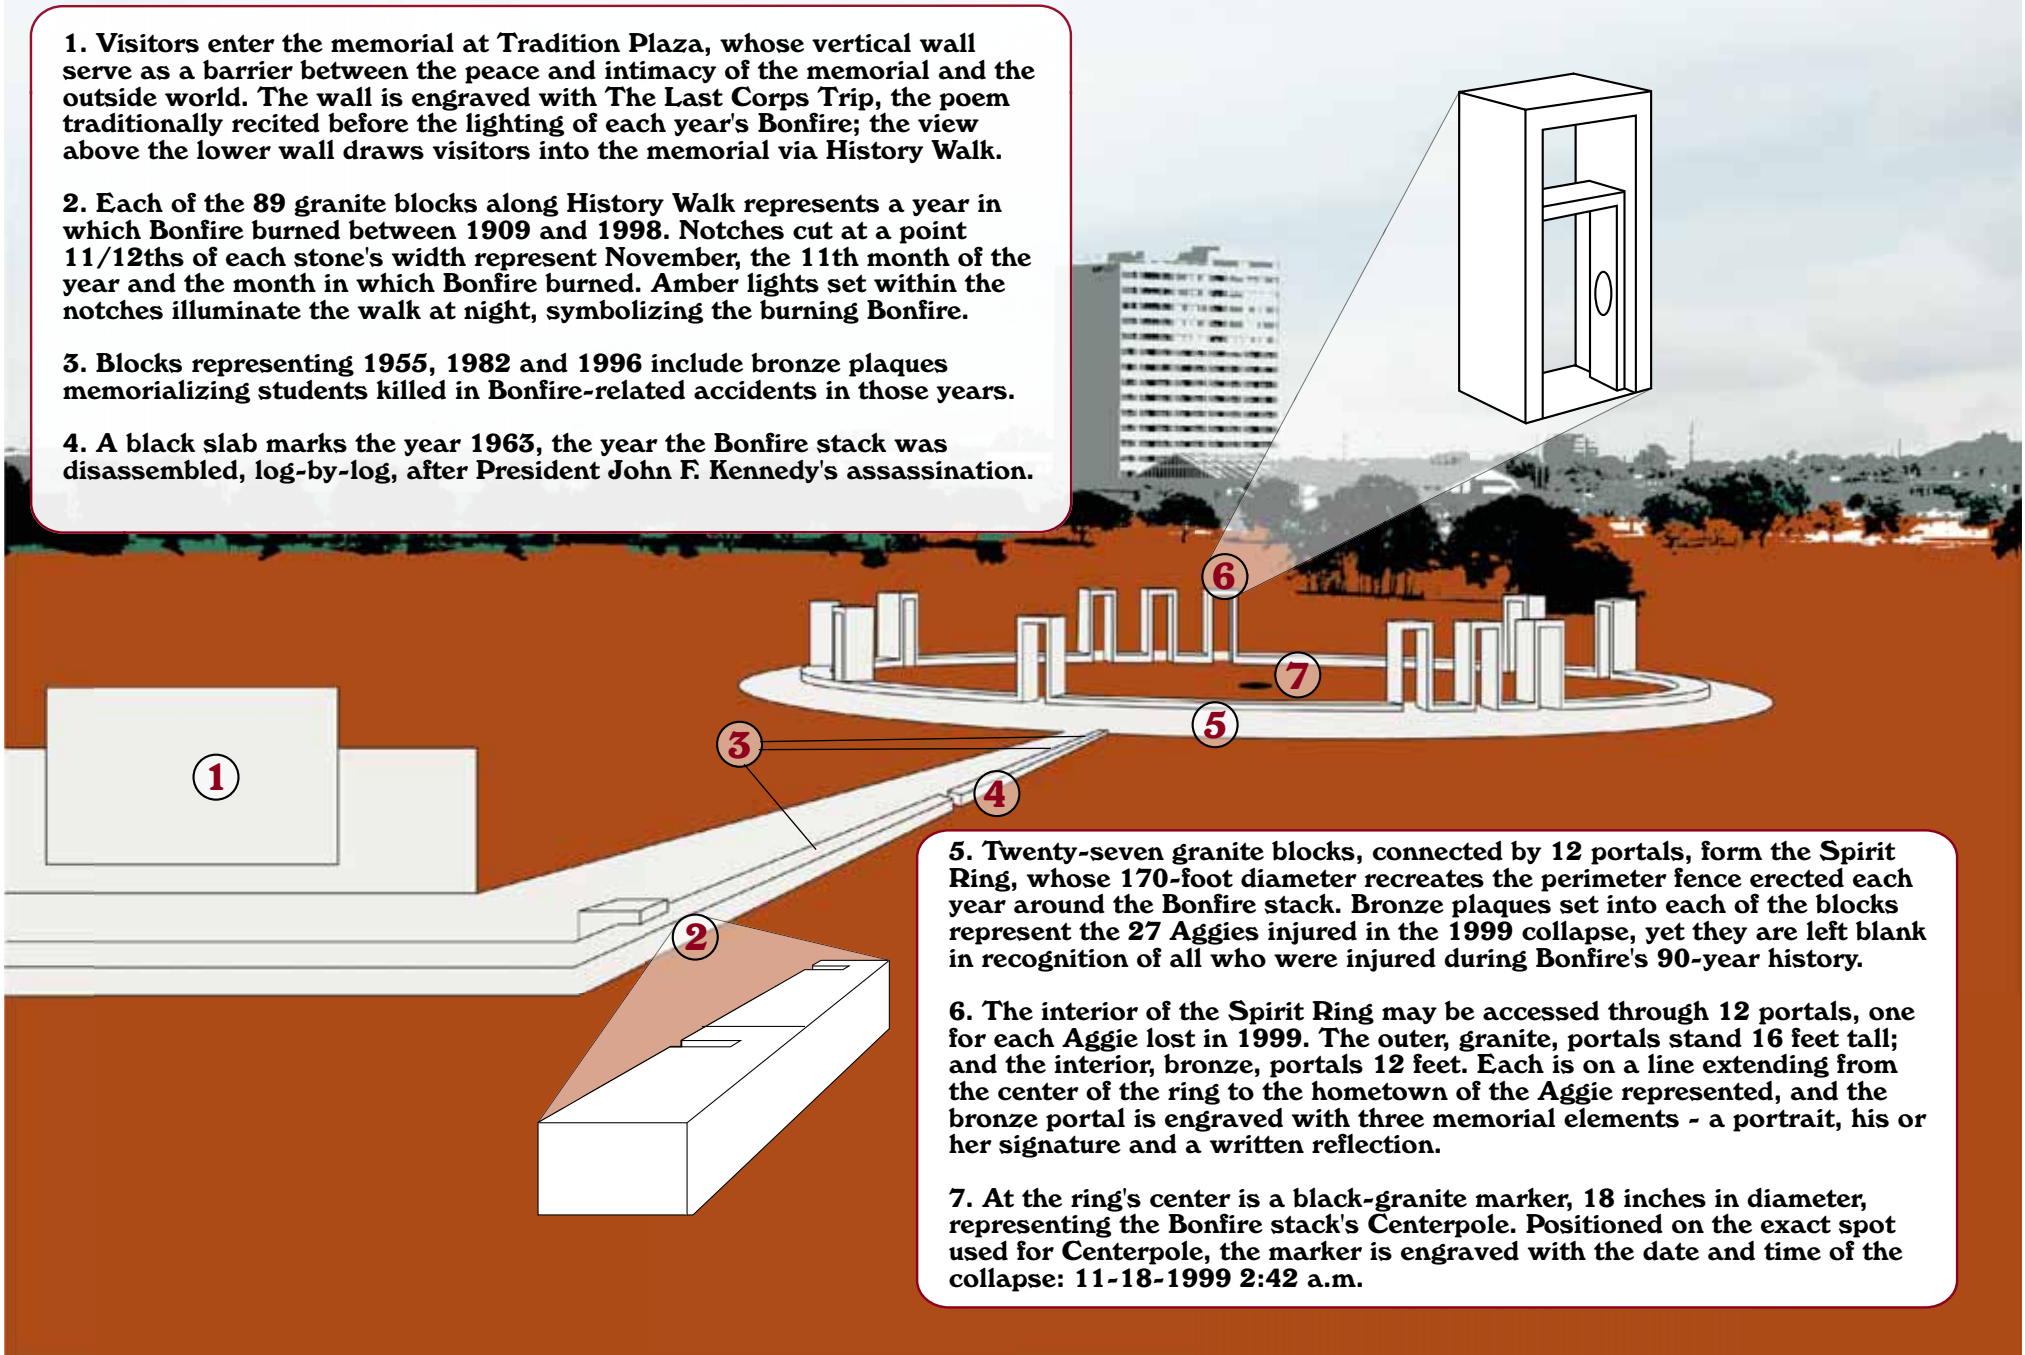 1. Visitors enter the memorial at Tradition Plaza, whose vertical wall
serve as a barrier between the peace and intimacy of the memorial and the
outside world. The wall is engraved with The Last Corps Trip, the poem
traditionally recited before the lighting of each year's Bonfire; the view
above the lower wall draws visitors into the memorial via History Walk.
2. Each of the 89 granite blocks along History Walk represents a year in
which Bonfire burned between 1909 and 1998. Notches cut at a point
11/12ths of each stone's width represent November, the 11th month of the
year and the month in which Bonfire burned. Amber lights set within the
notches illuminate the walk at night, symbolizing the burning Bonfire.
3. Blocks representing 1955, 1982 and 1996 include bronze plaques
memorializing students killed in Bonfire-related accidents in those years.
4. A black slab marks the year 1963, the year the Bonfire stack was
disassembled, log-by-log, after President John F. Kennedy's assassination.
6
7
5
3
1
4
2
5. Twenty-seven granite blocks, connected by 12 portals, form the Spirit
Ring, whose 170-foot diameter recreates the perimeter fence erected each
year around the Bonfire stack. Bronze plaques set into each of the blocks
represent the 27 Aggies injured in the 1999 collapse, yet they are left blank
in recognition of all who were injured during Bonfire's 90-year history.
6. The interior of the Spirit Ring may be accessed through 12 portals, one
for each Aggie lost in 1999. The outer, granite, portals stand 16 feet tall;
and the interior, bronze, portals 12 feet. Each is on a line extending from
the center of the ring to the hometown of the Aggie represented, and the
bronze portal is engraved with three memorial elements - a portrait, his or
her signature and a written reflection.
7. At the ring's center is a black-granite marker, 18 inches in diameter,
representing the Bonfire stack's Centerpole. Positioned on the exact spot
used for Centerpole, the marker is engraved with the date and time of the
collapse: 11-18-1999 2:42 a.m.